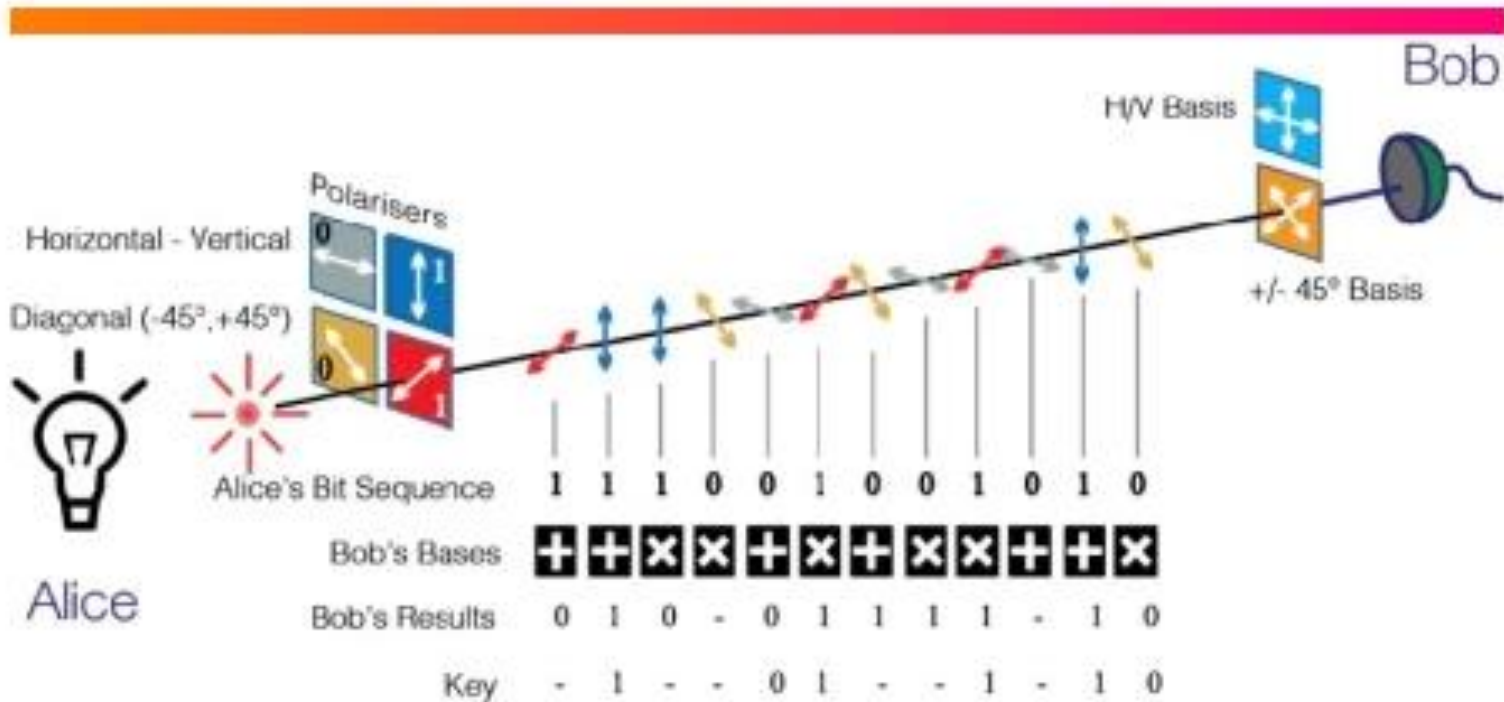 Bob
H/V Basis
Polarisers
Horizontal - Vertical
0
1
+/- 45° Basis
Diagonal (-45°,+45°)
0
1
Alice's Bit Sequence 1 1 1 0 0 1 0 0 1 0 1 0
Bob's Bases + + × × + × + × × + + ×
Alice
Bob's Results 0 1 0 - 0 1 1 1 1 - 1 0
Key - 1 - - 0 1 - - 1 - 1 0